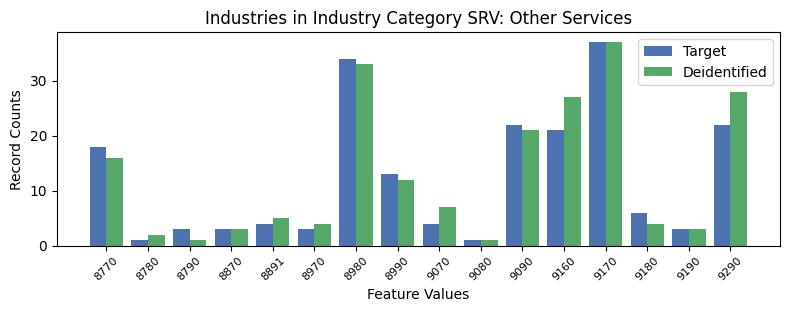 Industries in Industry Category SRV: Other Services
Target
Deidentified
Record Counts
30
20
10
0
8770 8780 8790 8870 8891 8970 8980 8990 9070 9080 9090 9160 9170 9180 9190 9290
Feature Values